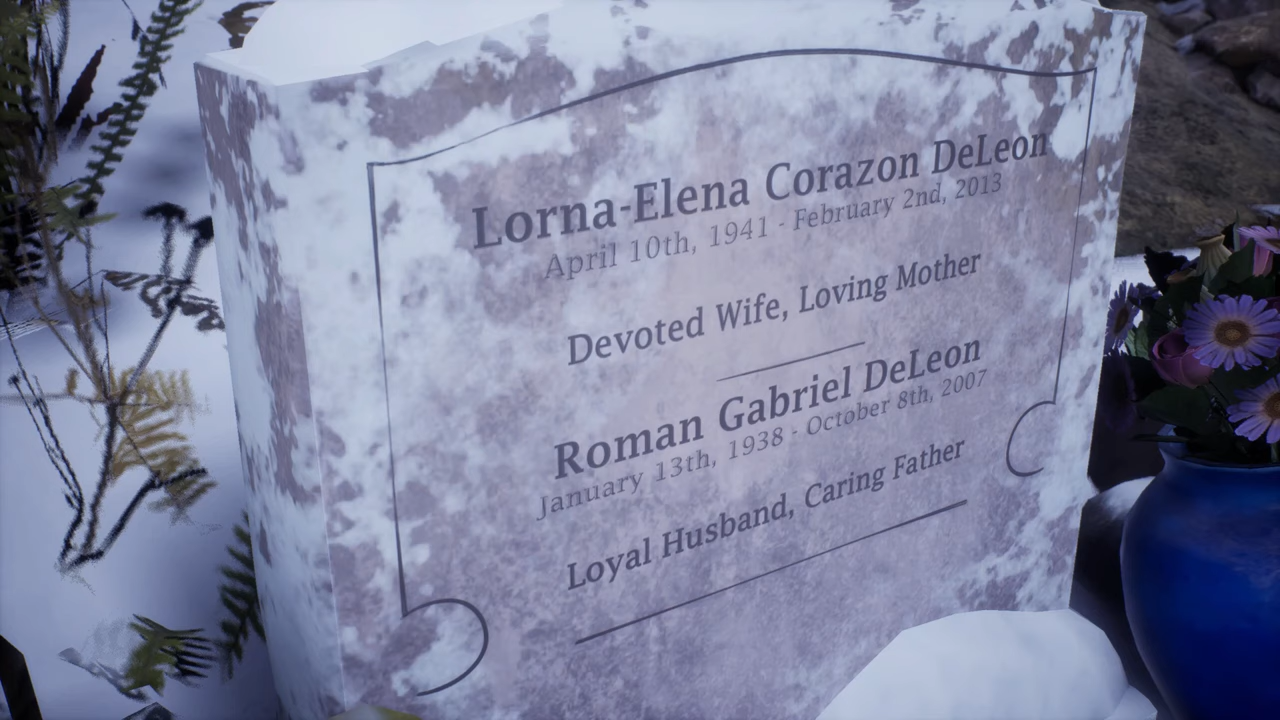 Lorna-Elena Corazon DeLeon
April 10th, 1941 - February 2nd, 2013
Devoted Wife, Loving Mother
Roman Gabriel DeLeon
January 13th, 1938 - October 8th, 2007
Loyal Husband, Caring Father